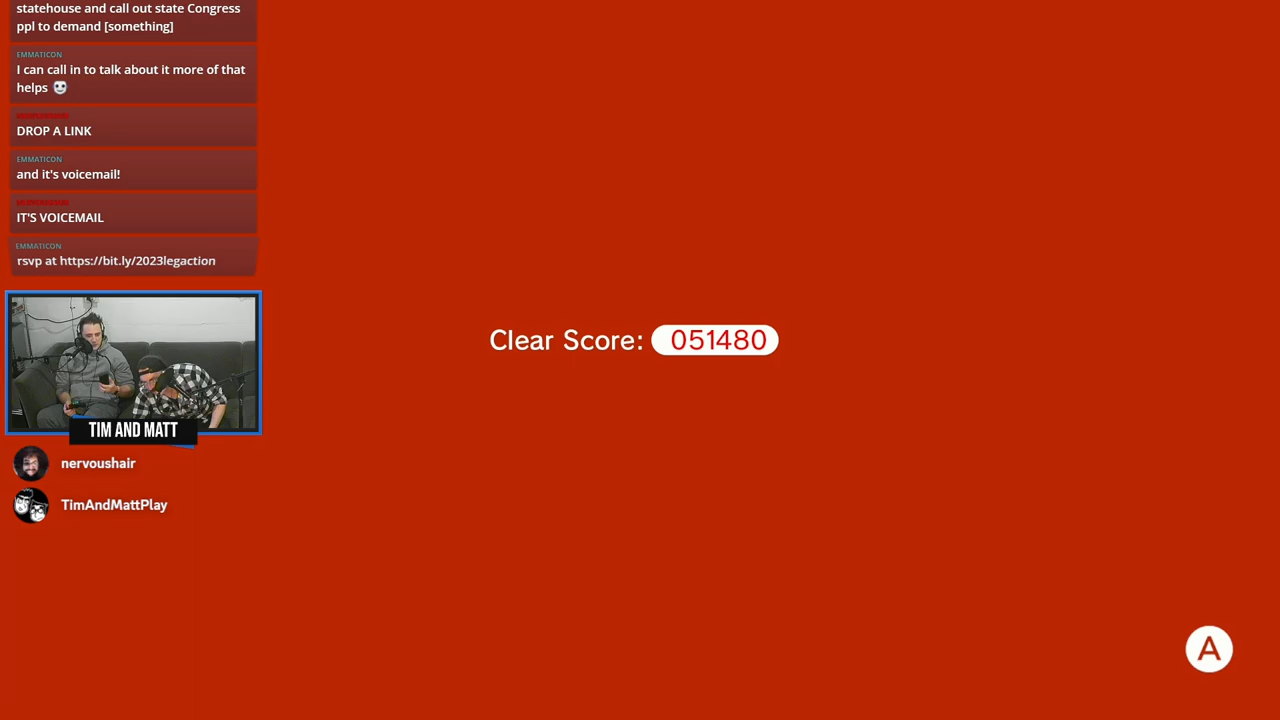 statehouse and call out state Congress
ppl to demand [something]
EMMATICON
I can call in to talk about it more of that
helps
DROP A LINK
EMMATICON
and it's voicemail!
IT'S VOICEMAIL
EMMATICON
rsvp at https://bit.ly/2023legaction
Clear Score: 051480
TIM AND MATT
nervoushair
TimAndMattPlay
A